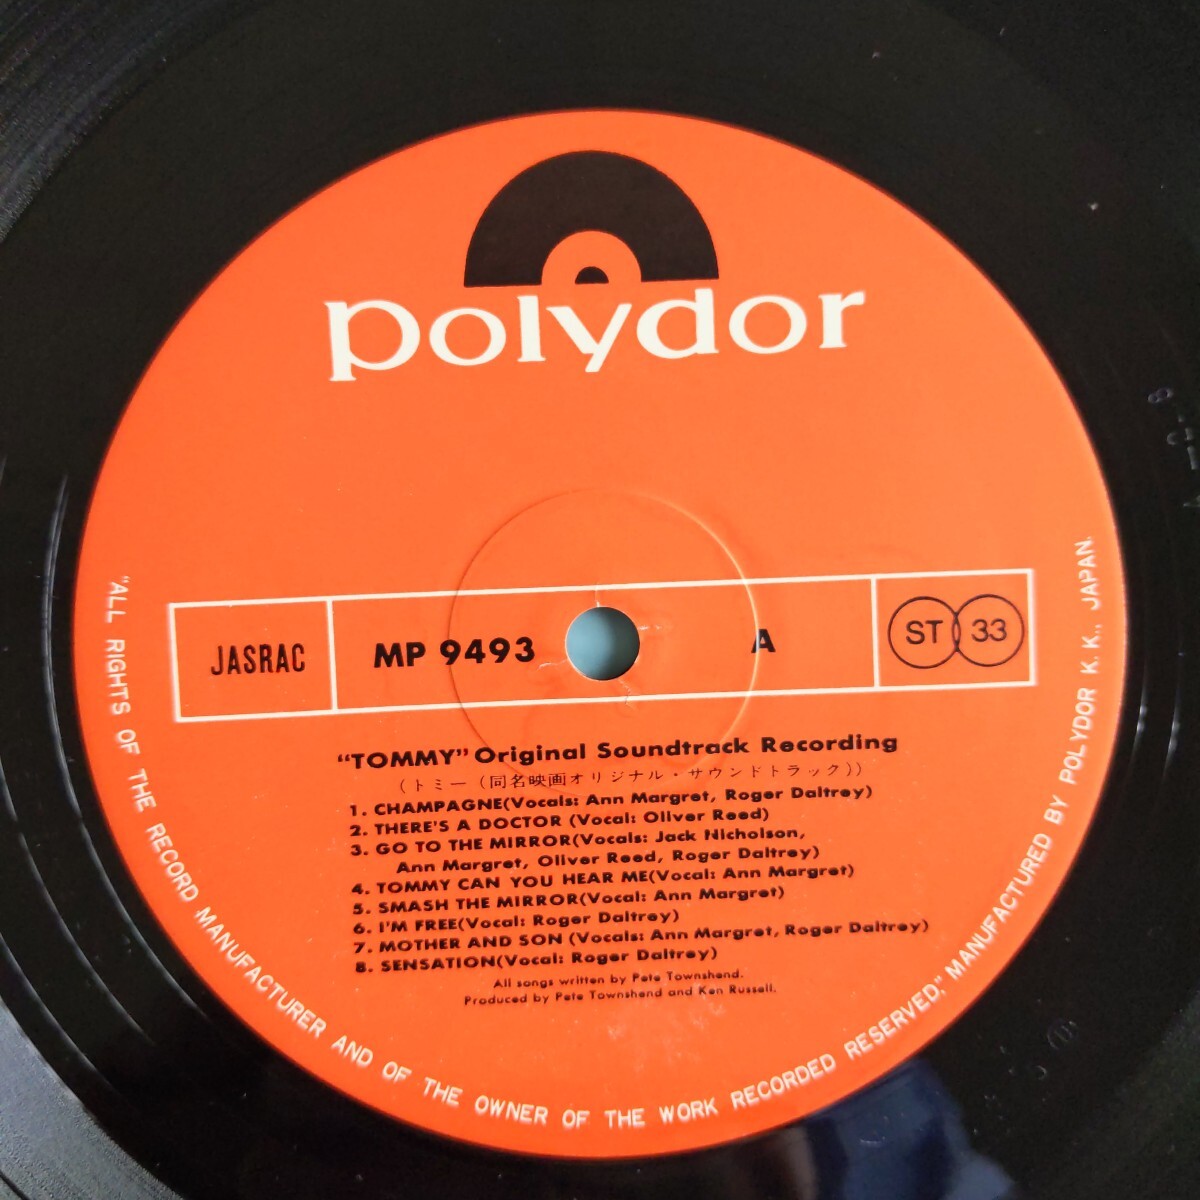 polydor
JASRAC
MP 9493
A
ST 33
“TOMMY” Original Soundtrack Recording
(トミー (同名映画オリジナル・サウンドトラック))
1. CHAMPAGNE(Vocals: Ann Margret, Roger Daltrey)
2. THERE'S A DOCTOR (Vocal: Oliver Reed)
3. GO TO THE MIRROR(Vocals: Jack Nicholson,
Ann Margret, Oliver Reed, Roger Daltrey)
4. TOMMY CAN YOU HEAR ME(Vocal: Ann Margret)
5. SMASH THE MIRROR(Vocal: Ann Margret)
6. I'M FREE(Vocal: Roger Daltrey)
7. MOTHER AND SON (Vocals: Ann Margret, Roger Daltrey)
8. SENSATION(Vocal: Roger Daltrey)
All songs written by Pete Townshend.
Produced by Pete Townshend and Ken Russell.
“ALL RIGHTS OF THE RECORD MANUFACTURER AND OF THE OWNER OF THE WORK RECORDED RESERVED.” MANUFACTURED BY POLYDOR K. K., JAPAN.